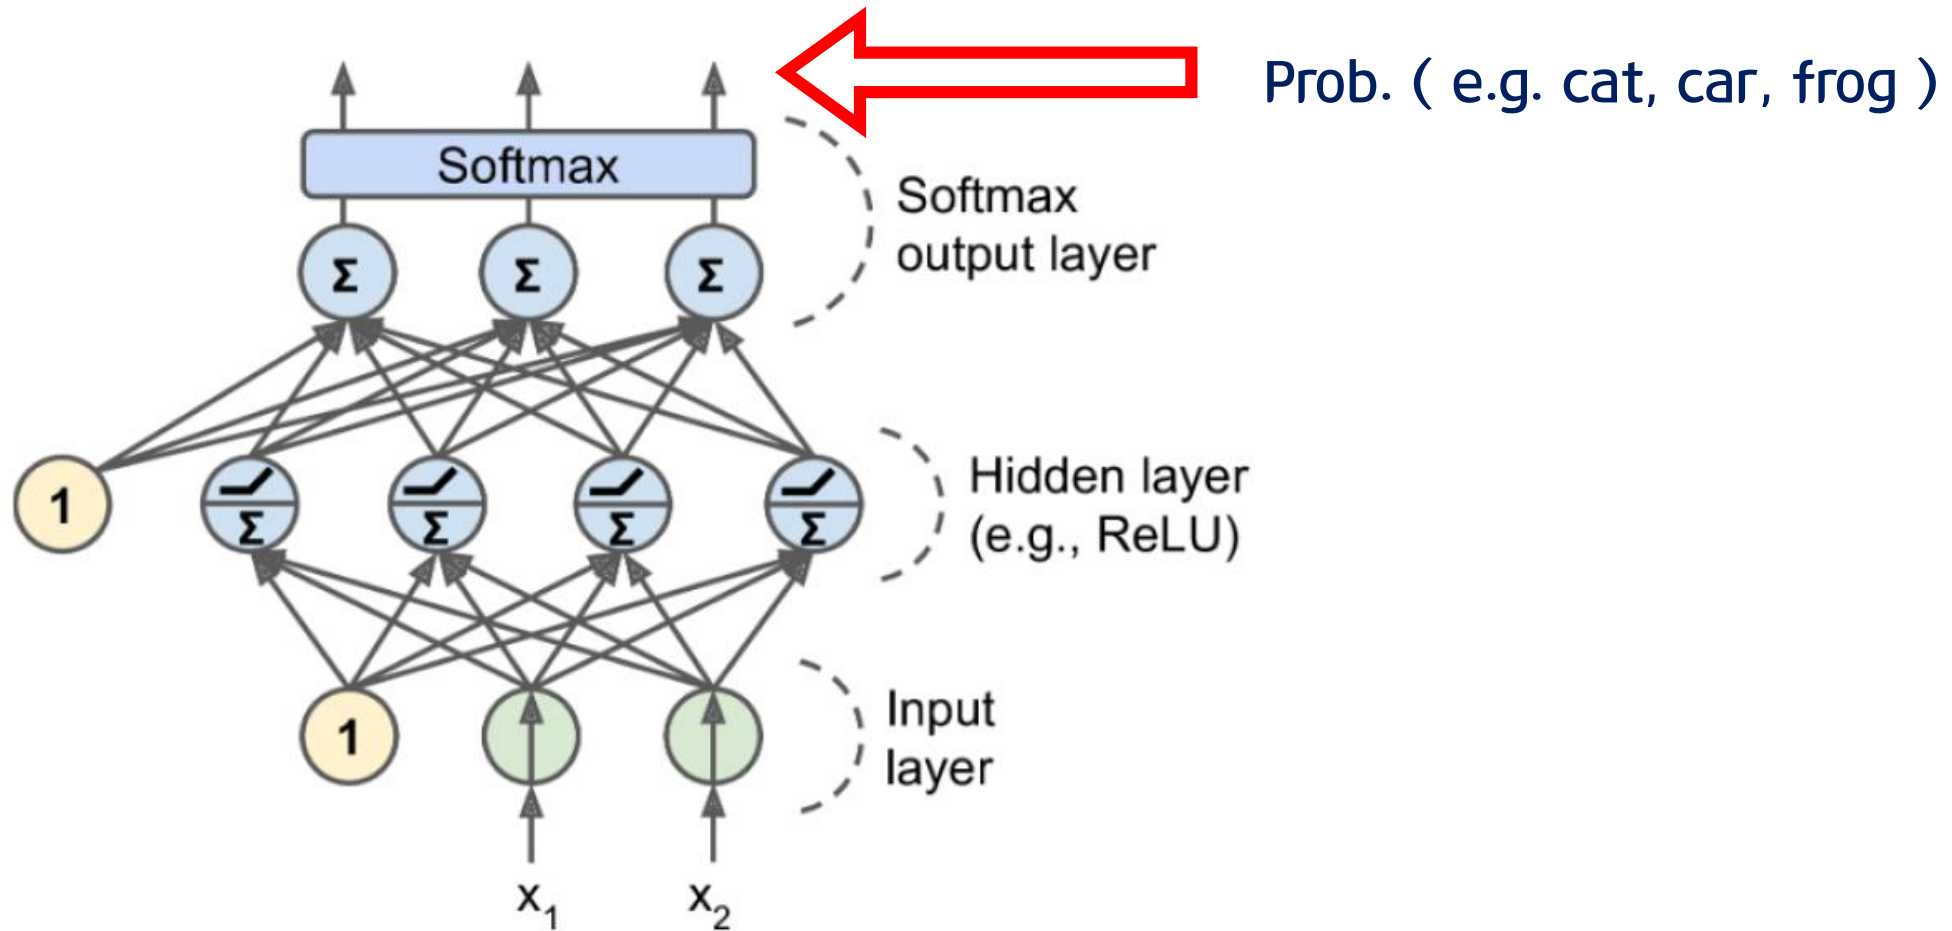 Prob. ( e.g. cat, car, frog )
Softmax
Softmax
output layer
Σ Σ Σ
Hidden layer
(e.g., ReLU)
1 Σ Σ Σ Σ
Input
layer
1
x₁ x₂